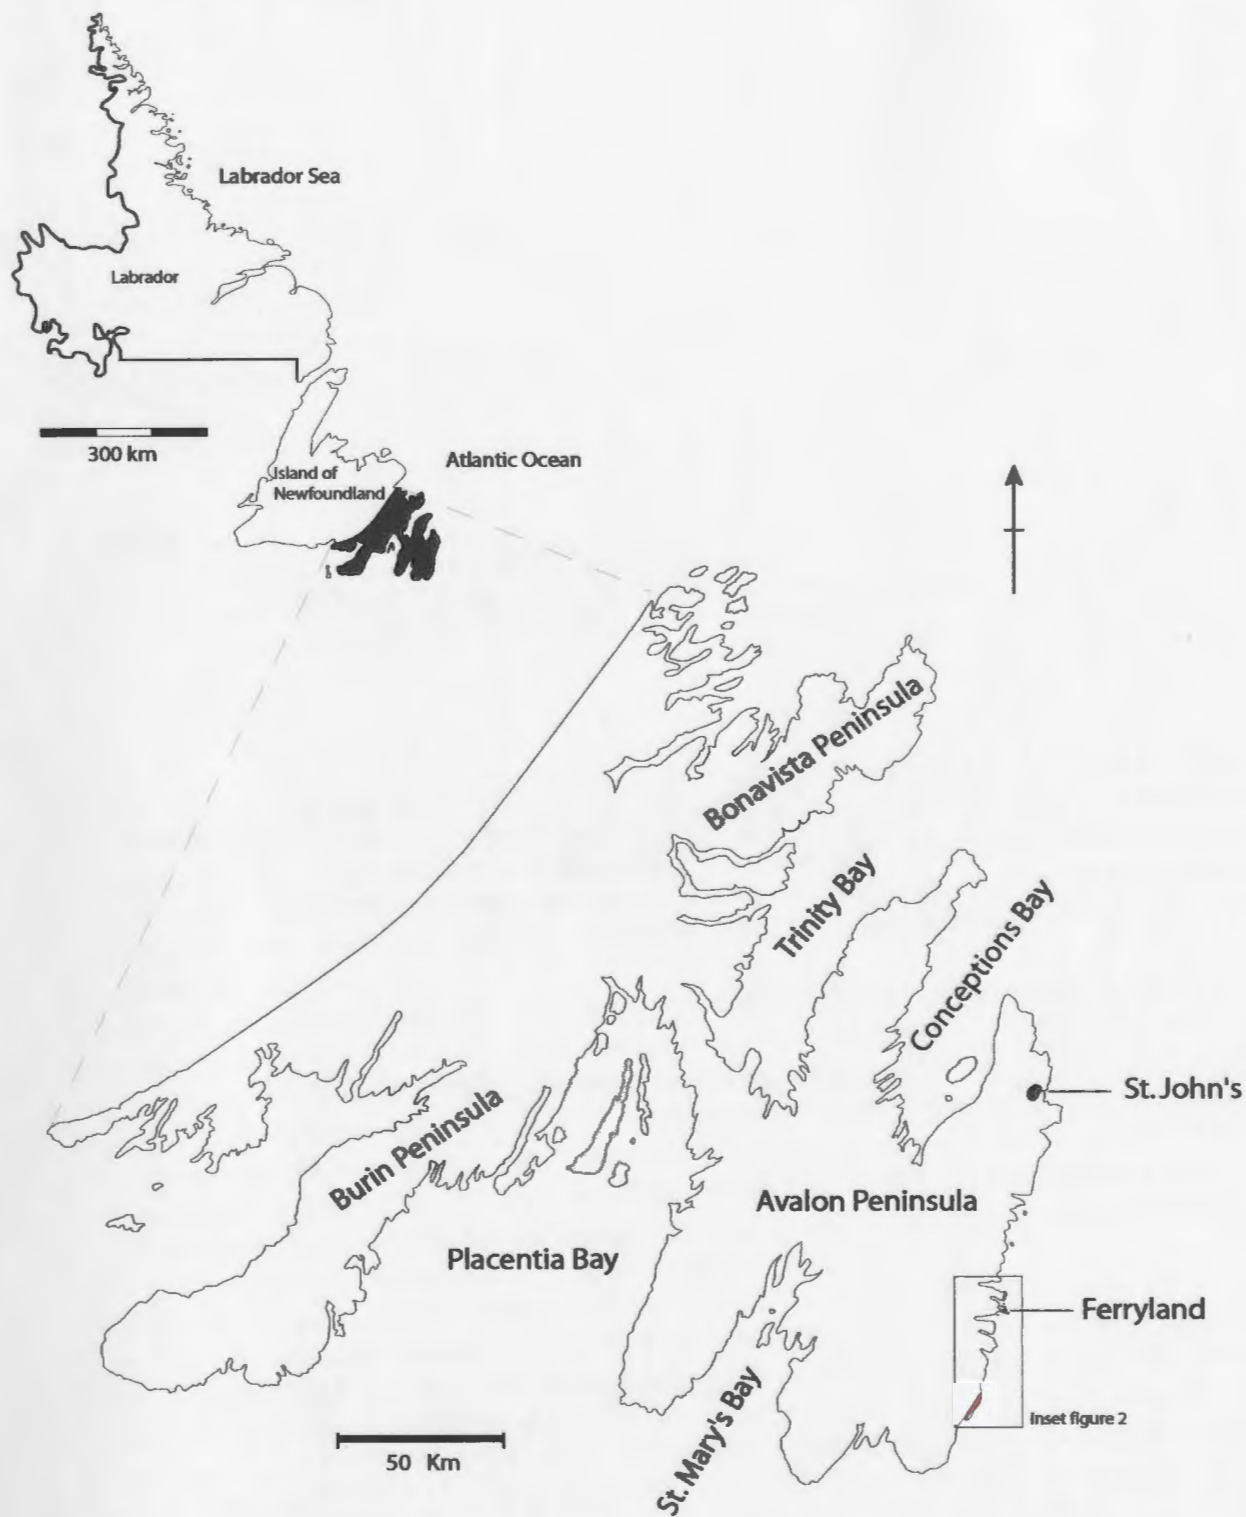 Labrador Sea
Labrador
300 km
Atlantic Ocean
Island of
Newfoundland
Bonavista Peninsula
Trinity Bay
Conceptions Bay
St. John's
Burin Peninsula
Avalon Peninsula
Placentia Bay
Ferryland
St. Mary's Bay
Inset figure 2
50 Km